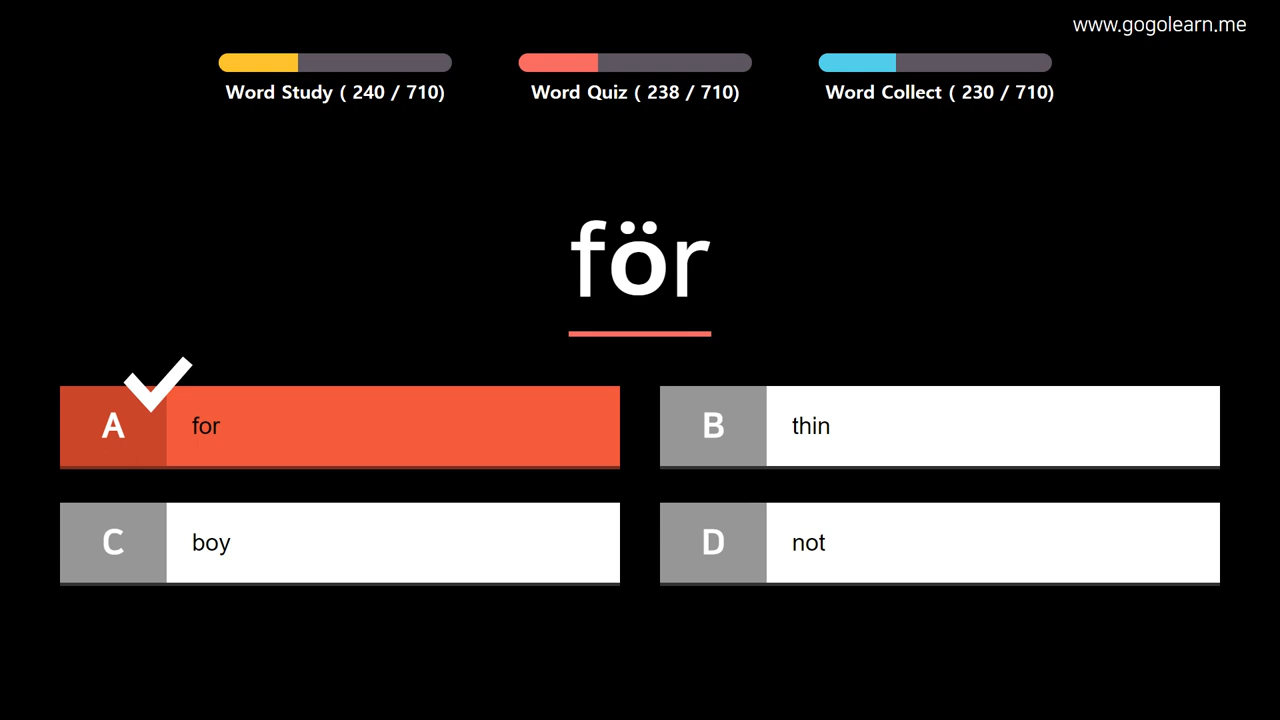 www.gogolearn.me
Word Study ( 240 / 710)
Word Quiz ( 238 / 710)
Word Collect ( 230 / 710)
för
A for
B thin
C boy
D not